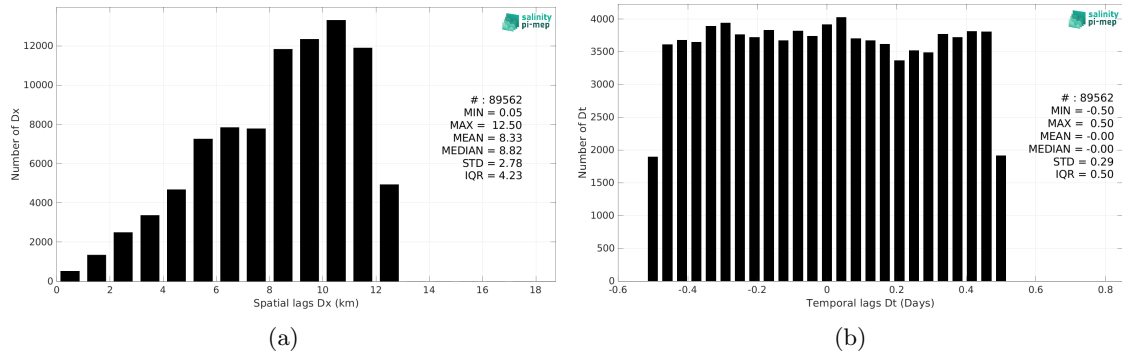 salinity
pi-mep
12000
10000
8000
6000
4000
2000
0
Number of Dx
# : 89562
MIN = 0.05
MAX = 12.50
MEAN = 8.33
MEDIAN = 8.82
STD = 2.78
IQR = 4.23
0 2 4 6 8 10 12 14 16 18
Spatial lags Dx (km)
(a)
salinity
pi-mep
4000
3500
3000
2500
2000
1500
1000
500
0
Number of Dt
# : 89562
MIN = -0.50
MAX = 0.50
MEAN = -0.00
MEDIAN = -0.00
STD = 0.29
IQR = 0.50
-0.6 -0.4 -0.2 0 0.2 0.4 0.6 0.8
Temporal lags Dt (Days)
(b)